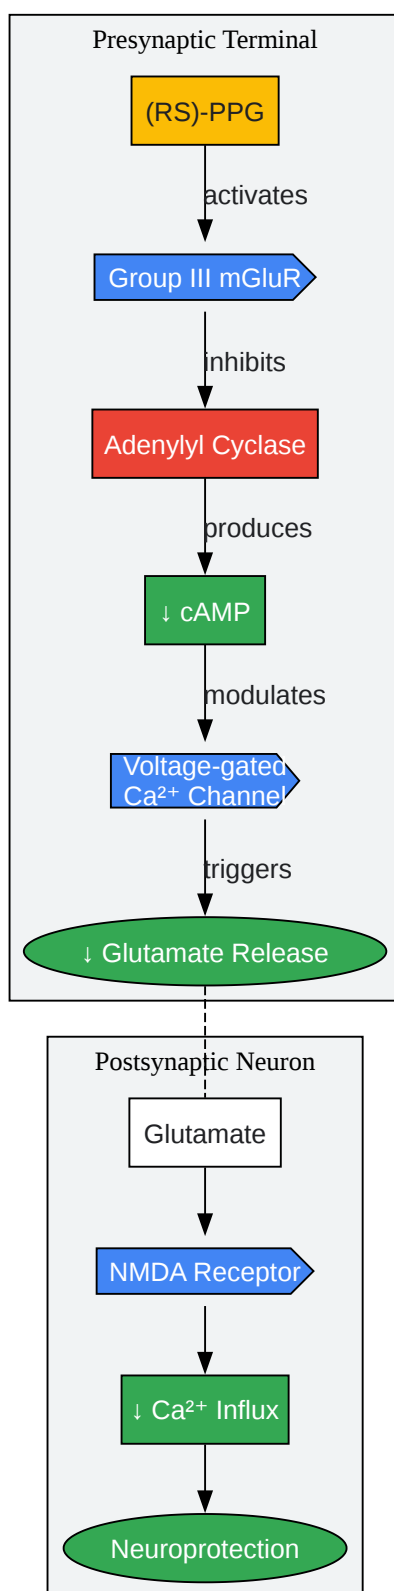 Presynaptic Terminal
(RS)-PPG
activates
Group III mGluR
inhibits
Adenylyl Cyclase
produces
↓ cAMP
modulates
Voltage-gated
Ca²⁺ Channel
triggers
↓ Glutamate Release
Postsynaptic Neuron
Glutamate
NMDA Receptor
↓ Ca²⁺ Influx
Neuroprotection